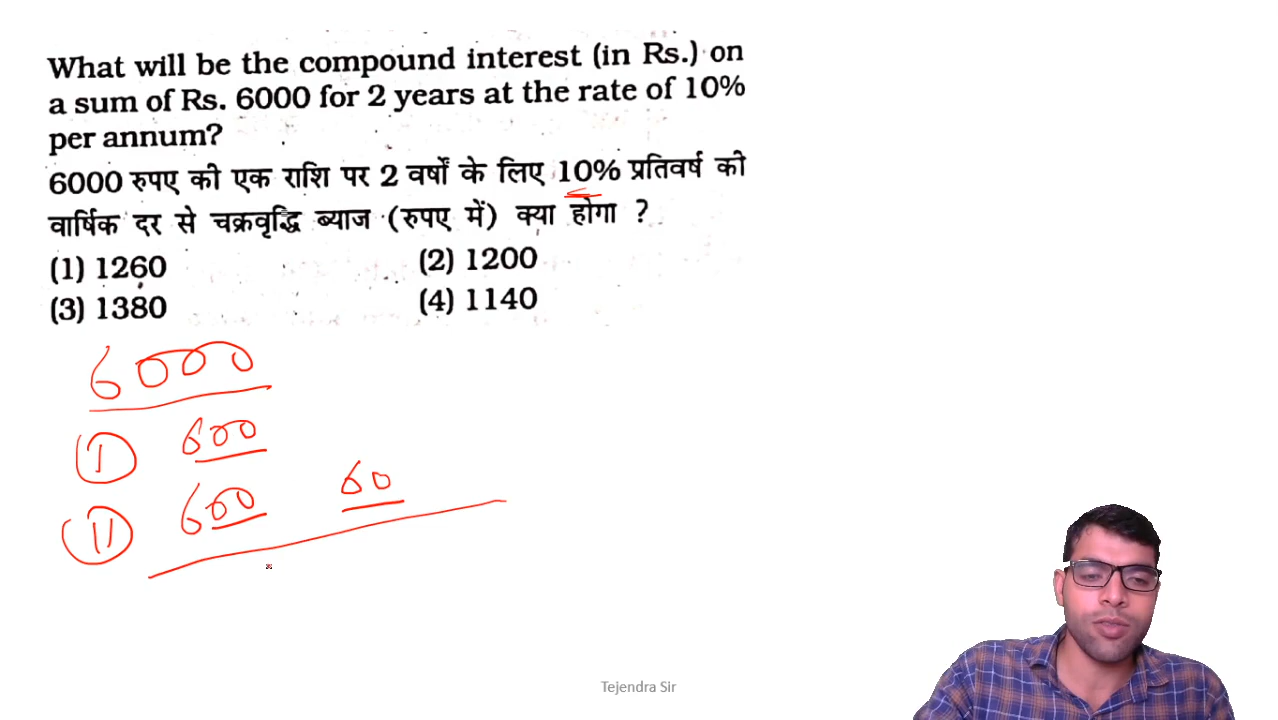 What will be the compound interest (in Rs.) on
a sum of Rs. 6000 for 2 years at the rate of 10%
per annum?
6000 रुपए की एक राशि पर 2 वर्षों के लिए 10% प्रतिवर्ष की
वार्षिक दर से चक्रवृद्धि ब्याज (रुपए में) क्या होगा ?
(1) 1260 (2) 1200
(3) 1380 (4) 1140
6000
I 600
II 600 60
Tejendra Sir